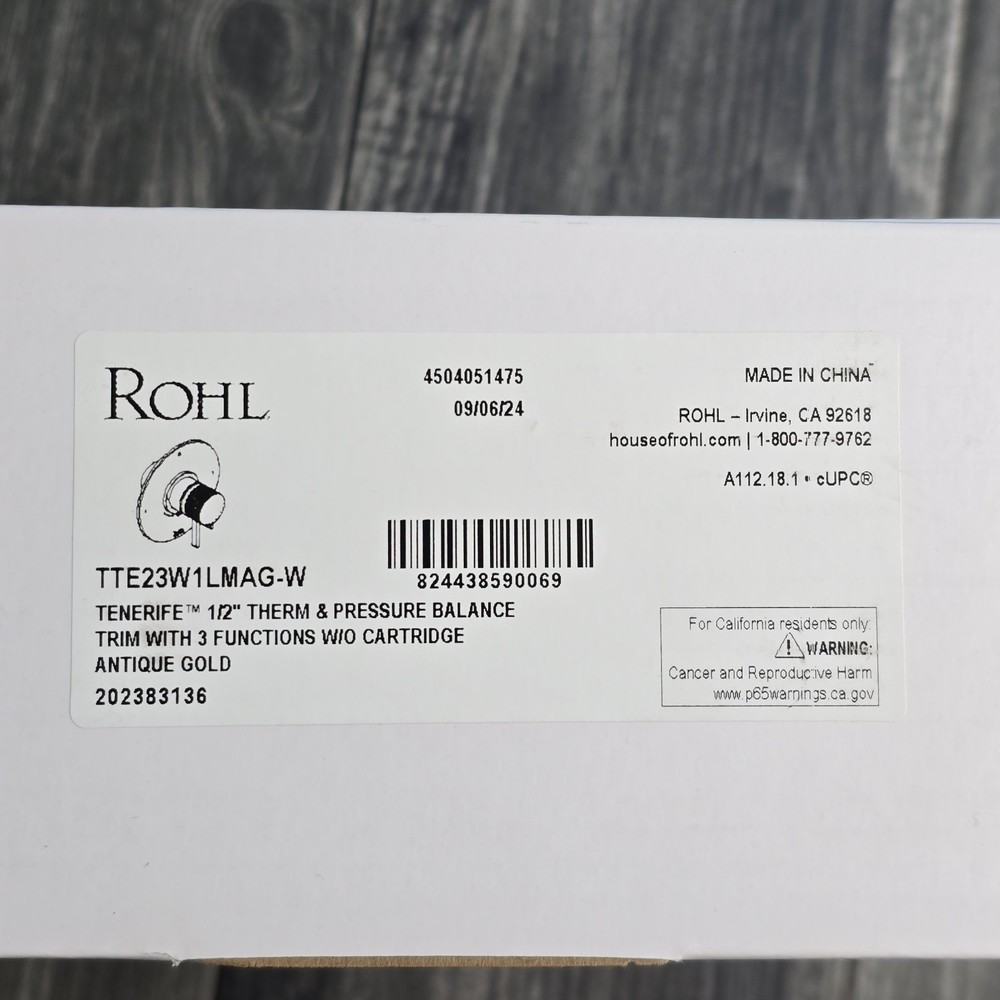 ROHL
4504051475
09/06/24
MADE IN CHINA
ROHL – Irvine, CA 92618
houseofrohl.com | 1-800-777-9762
A112.18.1 • cUPC®
824438590069
TTE23W1LMAG-W
TENERIFE™ 1/2" THERM & PRESSURE BALANCE
TRIM WITH 3 FUNCTIONS W/O CARTRIDGE
ANTIQUE GOLD
202383136
For California residents only:
WARNING:
Cancer and Reproductive Harm
www.p65warnings.ca.gov